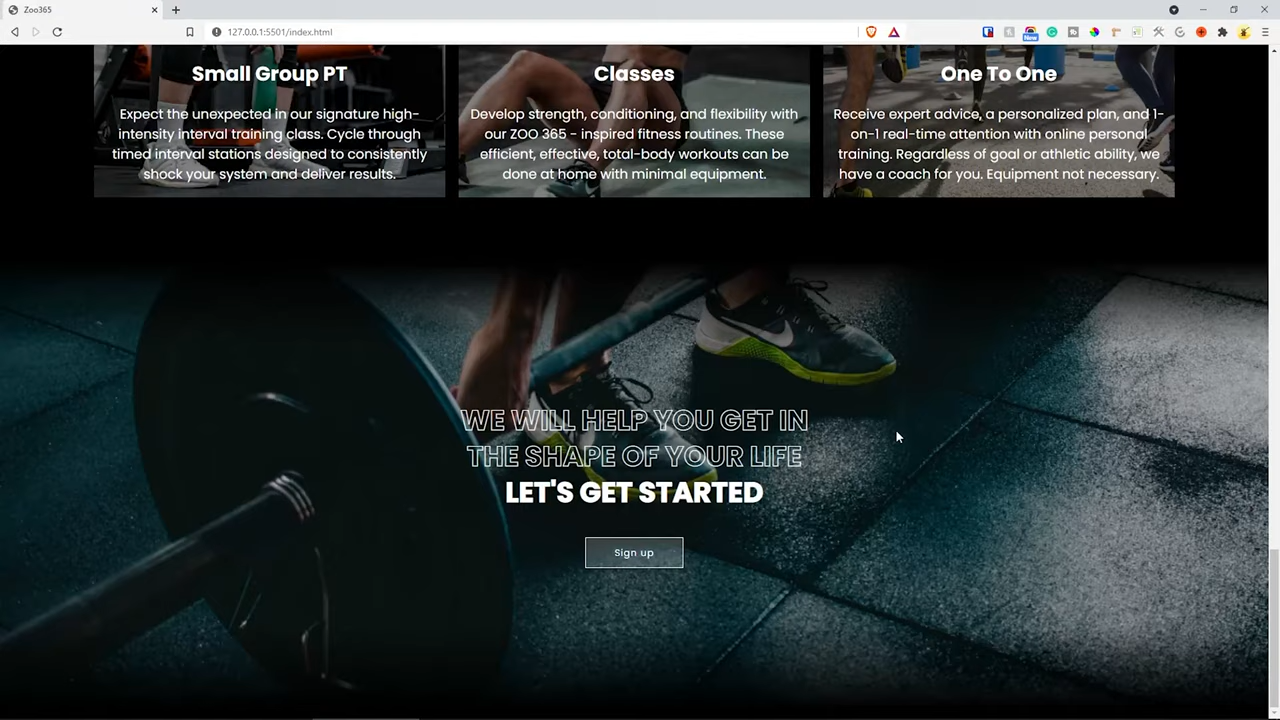 Zoo365
127.0.0.1:5501/index.html
New
Small Group PT
Expect the unexpected in our signature high-
intensity interval training class. Cycle through
timed interval stations designed to consistently
shock your system and deliver results.
Classes
Develop strength, conditioning, and flexibility with
our ZOO 365 - inspired fitness routines. These
efficient, effective, total-body workouts can be
done at home with minimal equipment.
One To One
Receive expert advice, a personalized plan, and 1-
on-1 real-time attention with online personal
training. Regardless of goal or athletic ability, we
have a coach for you. Equipment not necessary.
WE WILL HELP YOU GET IN
THE SHAPE OF YOUR LIFE
LET'S GET STARTED
Sign up